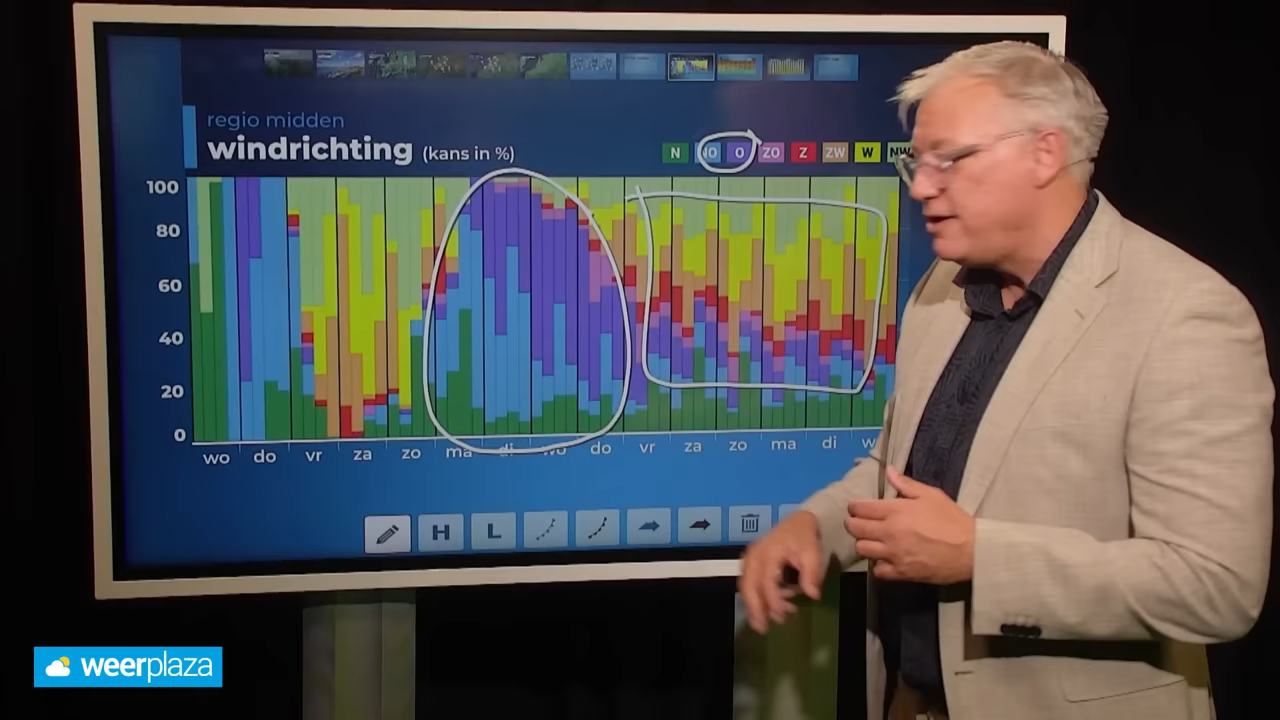 regio midden
windrichting (kans in %)
N NO O ZO Z ZW W NW
100
80
60
40
20
0
wo do vr za zo ma di wo do vr za zo ma di w
H L
weerplaza